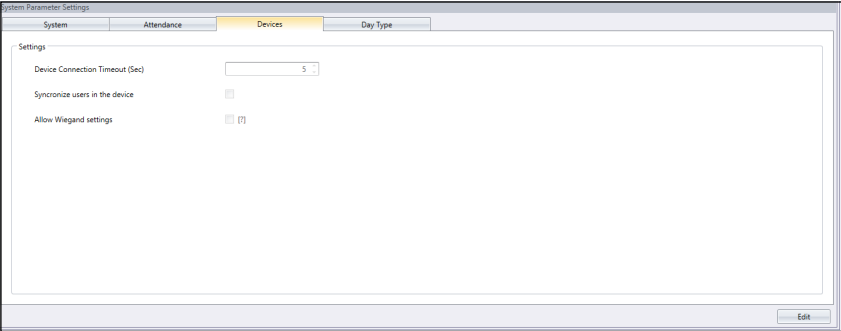 System Parameter Settings
System Attendance Devices Day Type
Settings
Device Connection Timeout (Sec) 5
Syncronize users in the device
Allow Wiegand settings [?]
Edit